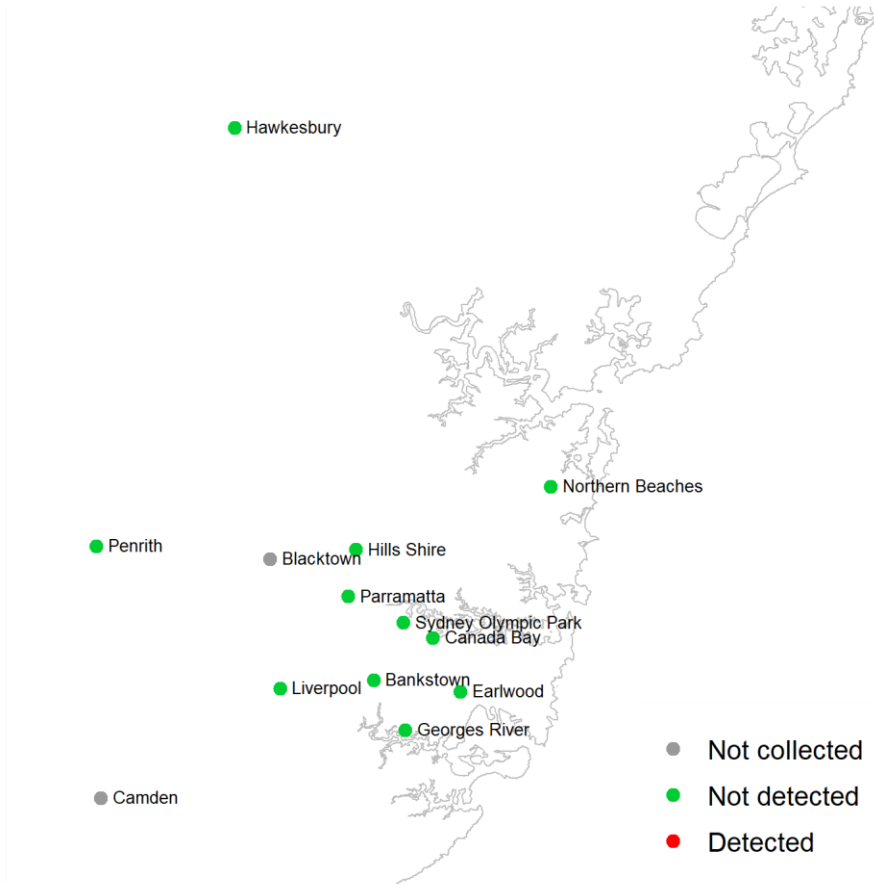 Hawkesbury
Northern Beaches
Penrith
Hills Shire
Blacktown
Parramatta
Sydney Olympic Park
Canada Bay
Bankstown
Liverpool
Earlwood
Georges River
Camden
Not collected
Not detected
Detected